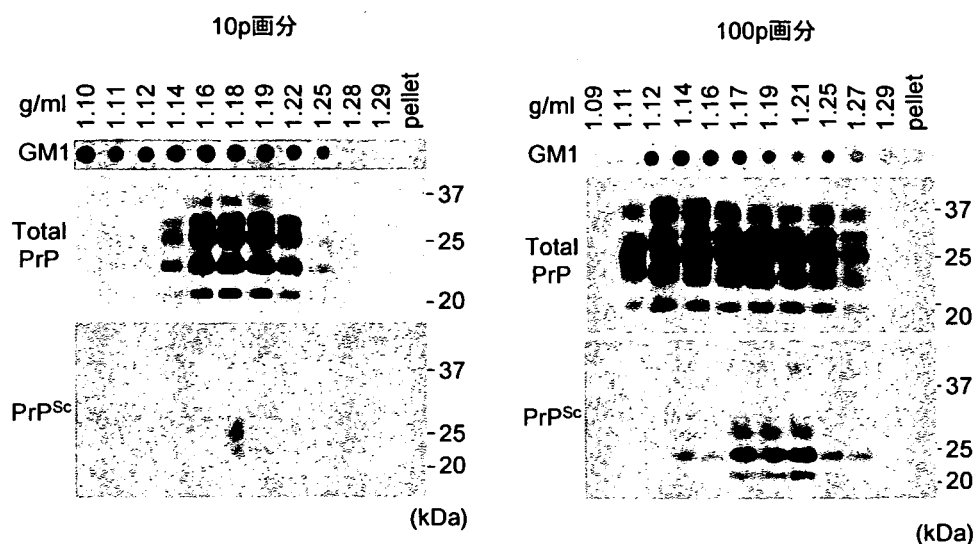 10p画分
g/ml 1.10 1.11 1.12 1.14 1.16 1.18 1.19 1.22 1.25 1.28 1.29 pellet
GM1
Total PrP
- 37
- 25
- 20
PrPSc
- 37
- 25
- 20
(kDa)
100p画分
g/ml 1.09 1.11 1.12 1.14 1.16 1.17 1.19 1.21 1.25 1.27 1.29 pellet
GM1
Total PrP
- 37
- 25
- 20
PrPSc
- 37
- 25
- 20
(kDa)